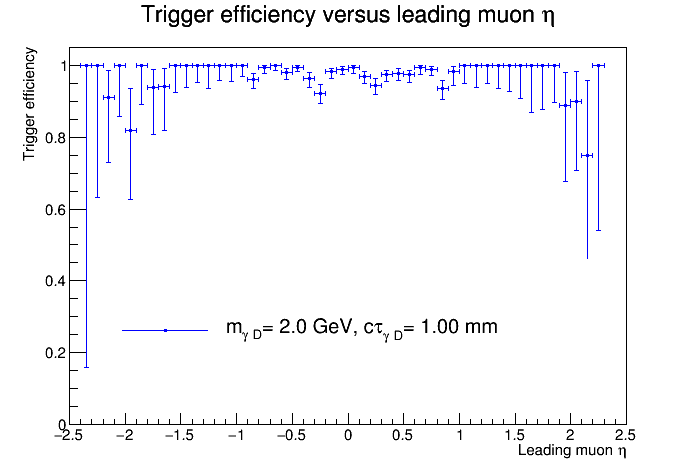 Trigger efficiency versus leading muon η
Trigger efficiency
1
0.8
0.6
0.4
0.2
0
mγ D= 2.0 GeV, cτγ D= 1.00 mm
−2.5 −2 −1.5 −1 −0.5 0 0.5 1 1.5 2 2.5
Leading muon η